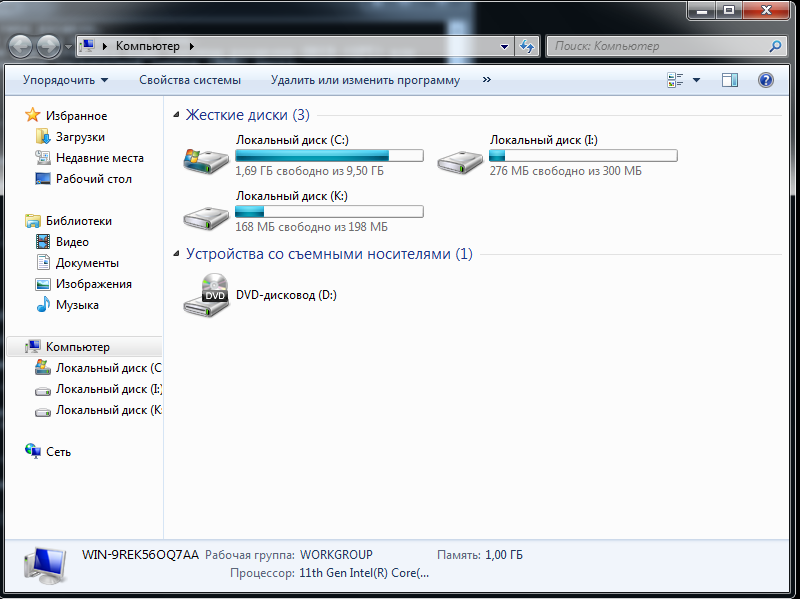 Компьютер
Поиск: Компьютер
Упорядочить
Свойства системы
Удалить или изменить программу
»
Избранное
Загрузки
Недавние места
Рабочий стол
Библиотеки
Видео
Документы
Изображения
Музыка
Компьютер
Локальный диск (C
Локальный диск (I:)
Локальный диск (K:
Сеть
Жесткие диски (3)
Локальный диск (C:)
1,69 ГБ свободно из 9,50 ГБ
Локальный диск (I:)
276 МБ свободно из 300 МБ
Локальный диск (K:)
168 МБ свободно из 198 МБ
Устройства со съемными носителями (1)
DVD
DVD-дисковод (D:)
WIN-9REK56OQ7AA Рабочая группа: WORKGROUP Память: 1,00 ГБ
Процессор: 11th Gen Intel(R) Core(...